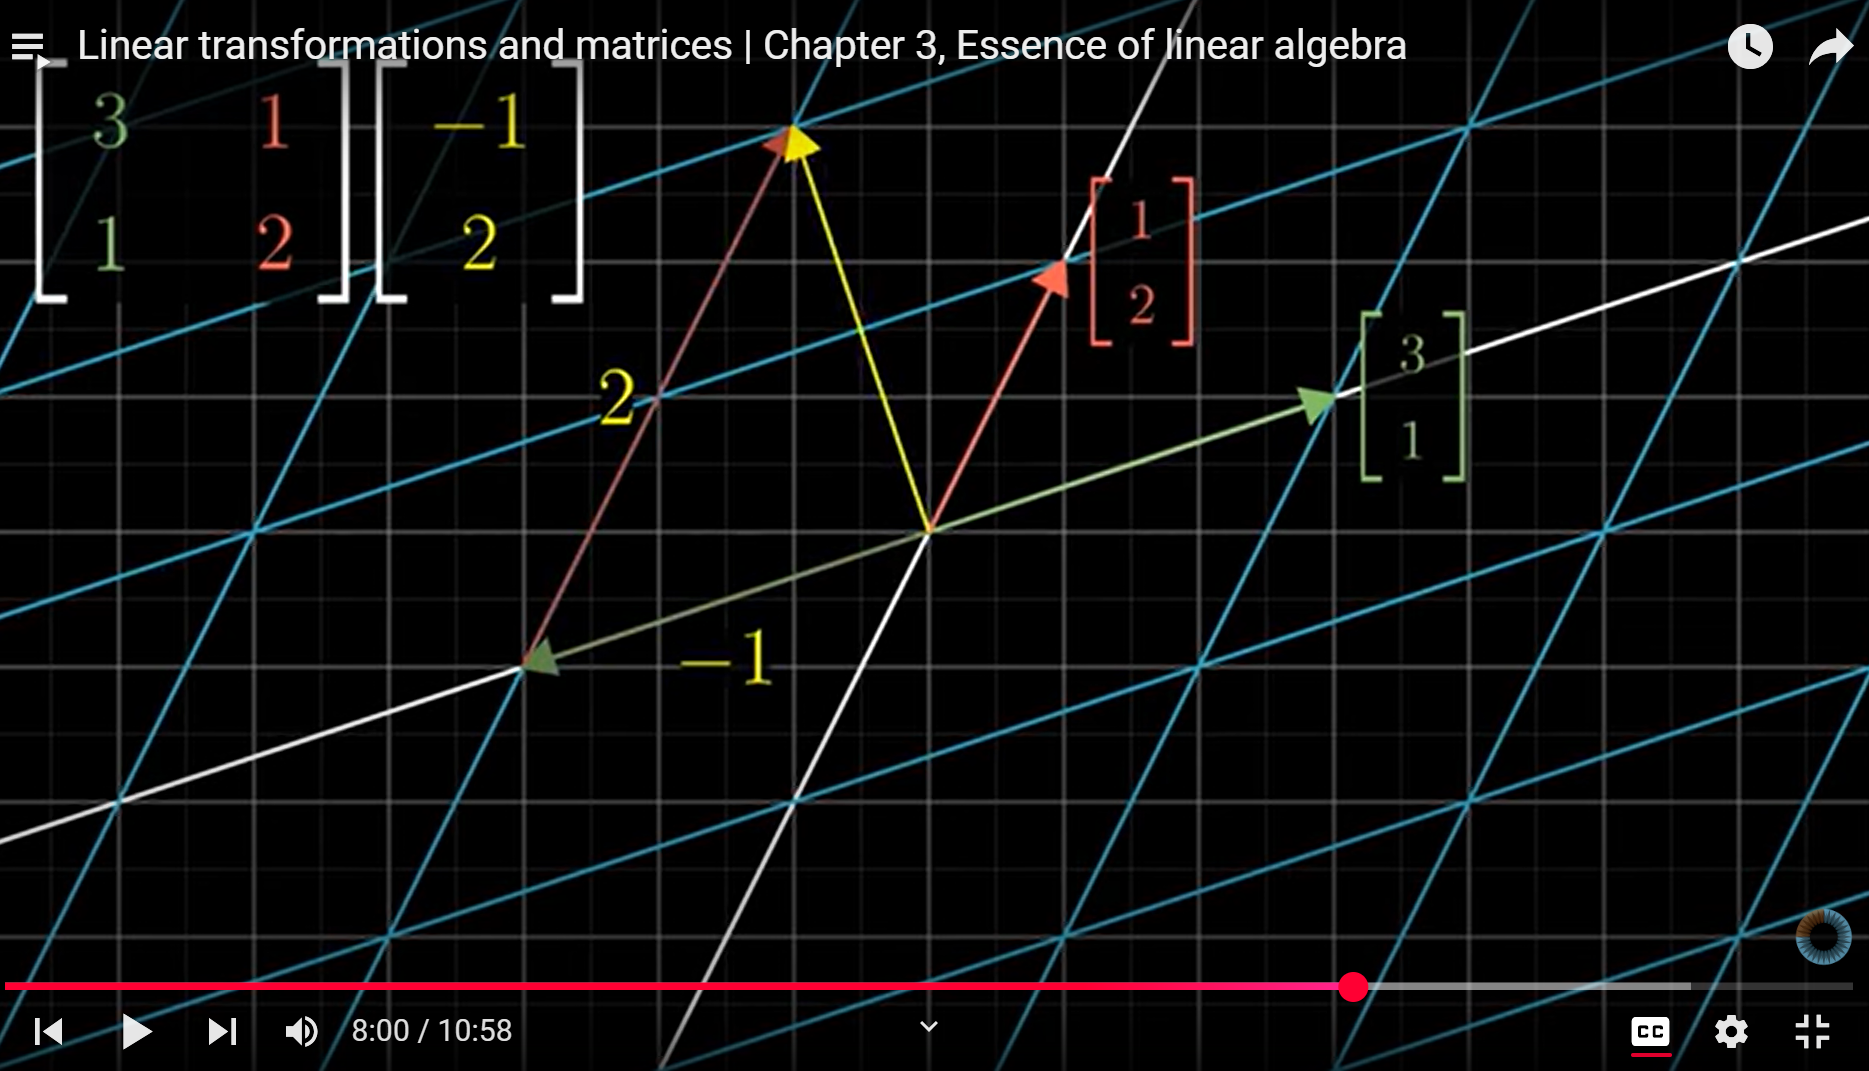 Linear transformations and matrices | Chapter 3, Essence of linear algebra
3 1 -1
1 2 2
1
2
3
1
2
−1
8:00 / 10:58
CC